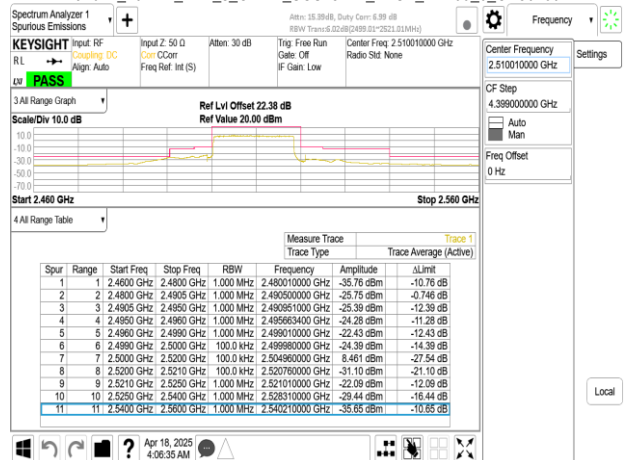 Spectrum Analyzer 1
Spurious Emissions
Attn: 15.39dB, Duty Corr: 6.99 dB
RBW Trans:6.02dB(2499.01~2521.01MHz)
Frequency
KEYSIGHT
Input: RF
Input Z: 50 Ω
Atten: 30 dB
Trig: Free Run
Center Freq: 2.510010000 GHz
RL
Coupling: DC
Corr CCorr
Gate: Off
Radio Std: None
Align: Auto
Freq Ref: Int (S)
IF Gain: Low
LXI
PASS
Center Frequency
2.510010000 GHz
Settings
CF Step
4.399000000 GHz
Auto
Man
Freq Offset
0 Hz
3 All Range Graph
Ref Lvl Offset 22.38 dB
Scale/Div 10.0 dB
Ref Value 20.00 dBm
10.0
-10.0
-30.0
-50.0
-70.0
Start 2.460 GHz
Stop 2.560 GHz
4 All Range Table
Measure Trace Trace 1
Trace Type Trace Average (Active)
Spur Range Start Freq Stop Freq RBW Frequency Amplitude ΔLimit
1 1 2.4600 GHz 2.4800 GHz 1.000 MHz 2.480010000 GHz -35.76 dBm -10.76 dB
2 2 2.4800 GHz 2.4905 GHz 1.000 MHz 2.490500000 GHz -25.75 dBm -0.746 dB
3 3 2.4905 GHz 2.4950 GHz 1.000 MHz 2.490951000 GHz -25.39 dBm -12.39 dB
4 4 2.4950 GHz 2.4960 GHz 1.000 MHz 2.495663400 GHz -24.28 dBm -11.28 dB
5 5 2.4960 GHz 2.4990 GHz 1.000 MHz 2.499010000 GHz -22.43 dBm -12.43 dB
6 6 2.4990 GHz 2.5000 GHz 100.0 kHz 2.499980000 GHz -24.39 dBm -14.39 dB
7 7 2.5000 GHz 2.5200 GHz 100.0 kHz 2.504960000 GHz 8.461 dBm -27.54 dB
8 8 2.5200 GHz 2.5210 GHz 100.0 kHz 2.520760000 GHz -31.10 dBm -21.10 dB
9 9 2.5210 GHz 2.5250 GHz 1.000 MHz 2.521010000 GHz -22.09 dBm -12.09 dB
10 10 2.5250 GHz 2.5400 GHz 1.000 MHz 2.528310000 GHz -29.44 dBm -16.44 dB
11 11 2.5400 GHz 2.5600 GHz 1.000 MHz 2.540210000 GHz -35.65 dBm -10.65 dB
Local
Apr 18, 2025
4:06:35 AM